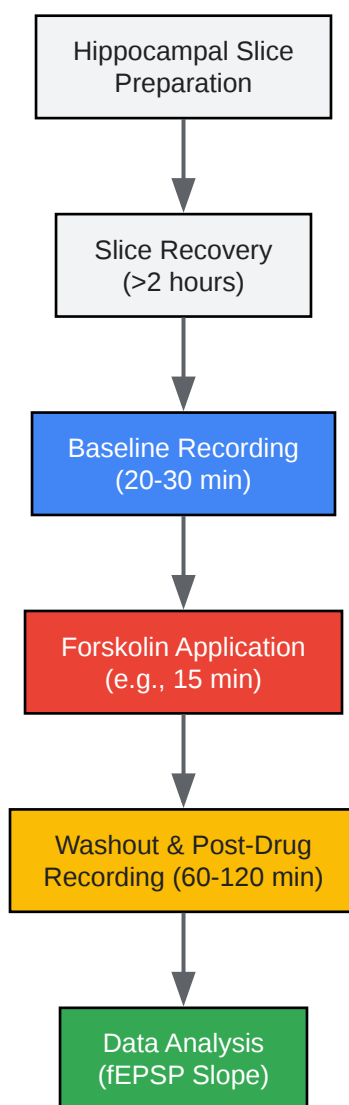 Hippocampal Slice
Preparation
Slice Recovery
(>2 hours)
Baseline Recording
(20-30 min)
Forskolin Application
(e.g., 15 min)
Washout & Post-Drug
Recording (60-120 min)
Data Analysis
(fEPSP Slope)